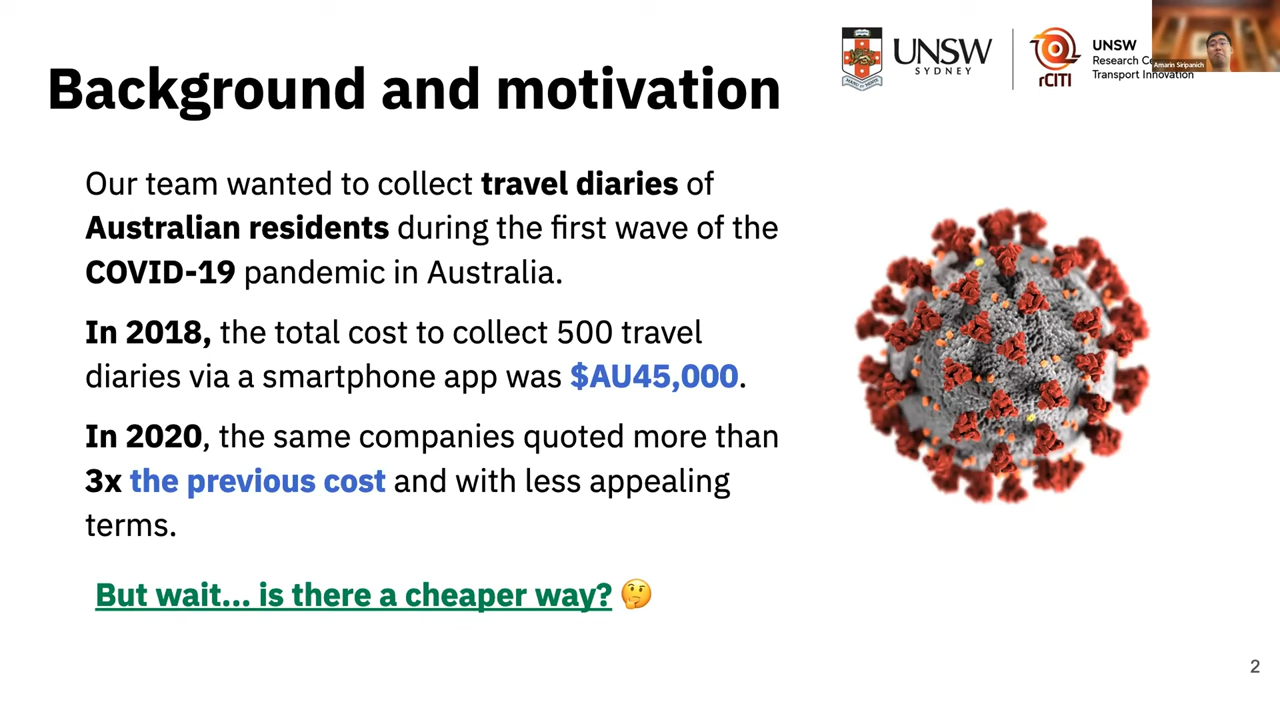 Background and motivation
UNSW
SYDNEY
rCITI
UNSW
Research Ce
Transport Innovation
Amarin Siripanich
Our team wanted to collect travel diaries of
Australian residents during the first wave of the
COVID-19 pandemic in Australia.
In 2018, the total cost to collect 500 travel
diaries via a smartphone app was $AU45,000.
In 2020, the same companies quoted more than
3x the previous cost and with less appealing
terms.
But wait... is there a cheaper way? 🤔
2